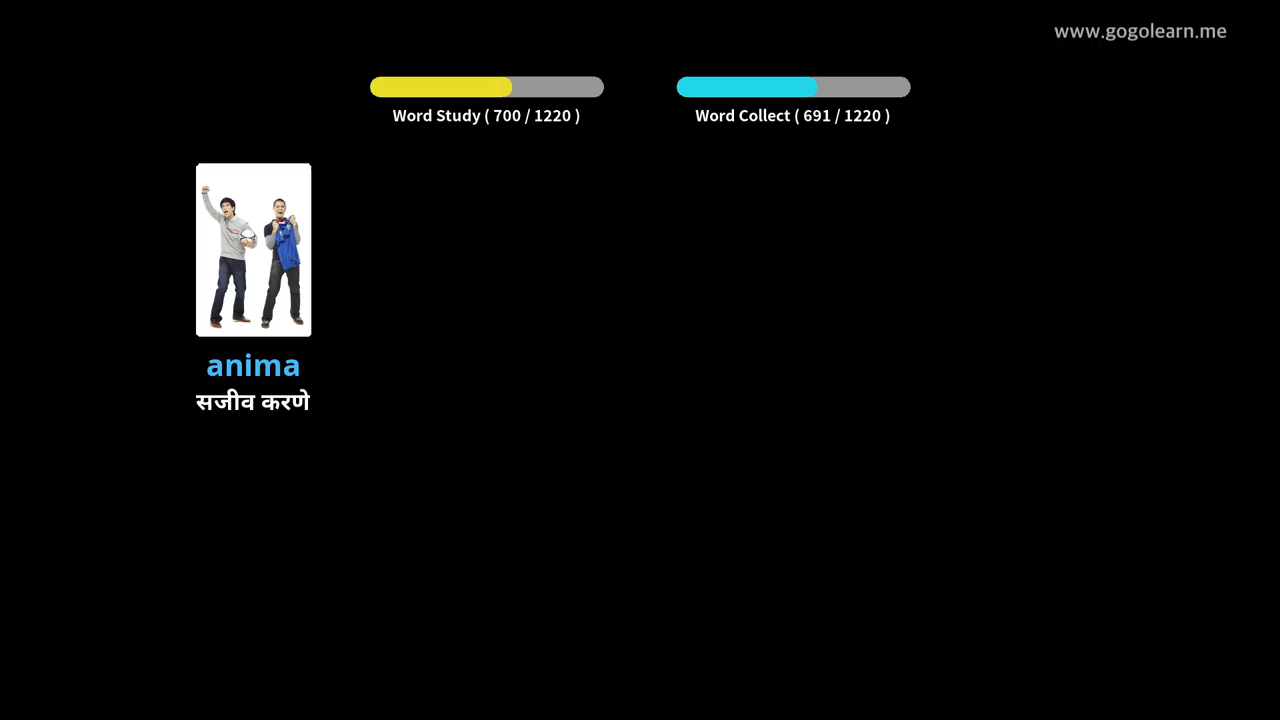 www.gogolearn.me
Word Study ( 700 / 1220 )
Word Collect ( 691 / 1220 )
anima
सजीव करणे